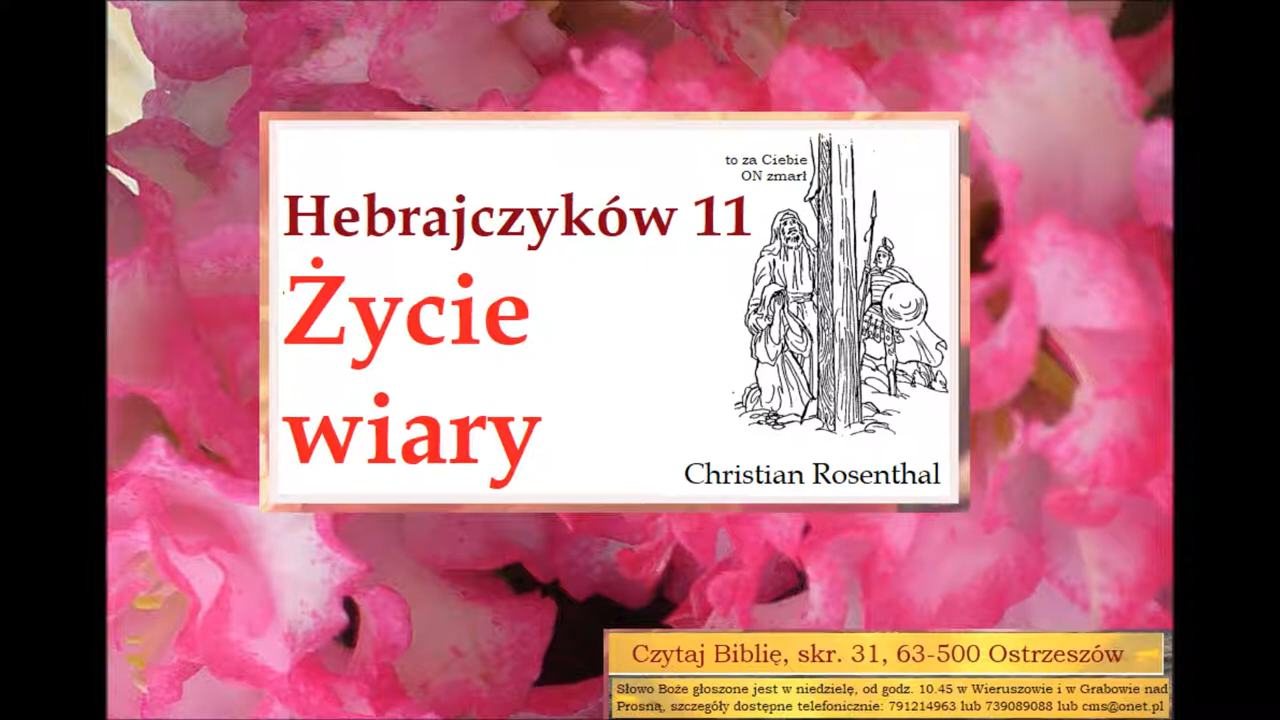 to za Ciebie
ON zmarł
Hebrajczyków 11
Życie
wiary
Christian Rosenthal
Czytaj Biblię, skr. 31, 63-500 Ostrzeszów
Słowo Boże głoszone jest w niedzielę, od godz. 10.45 w Wieruszowie i w Grabowie nad
Prosną, szczegóły dostępne telefonicznie: 791214963 lub 739089088 lub cms@onet.pl